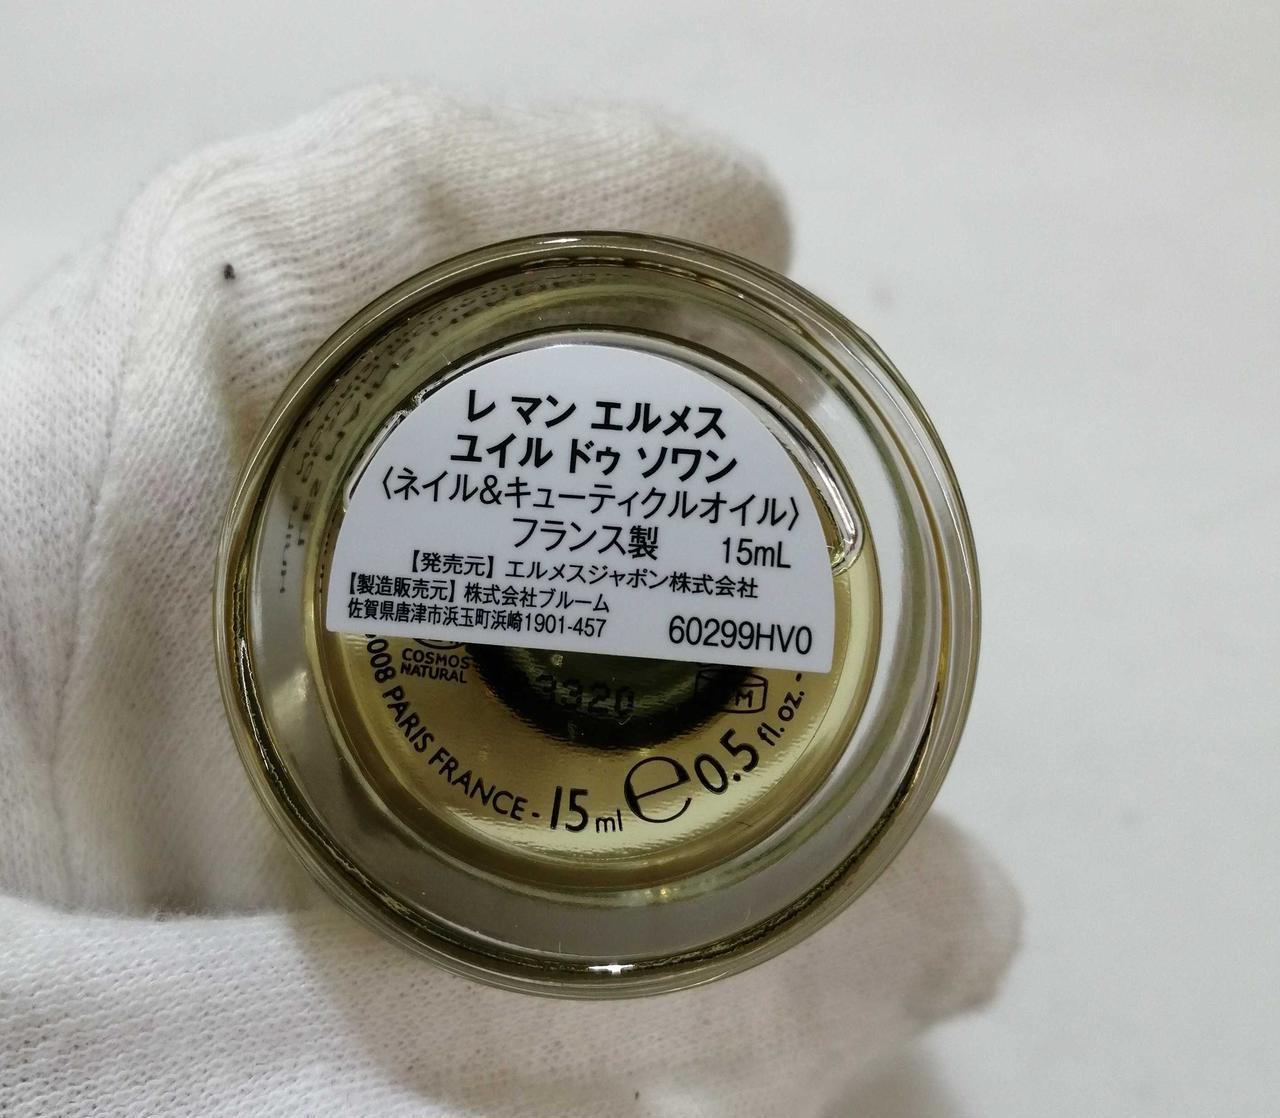 レ マン エルメス
ユイル ドゥ ソワン
〈ネイル&キューティクルオイル〉
フランス製 15mL
【発売元】エルメスジャポン株式会社
【製造販売元】株式会社ブルーム
佐賀県唐津市浜玉町浜崎1901-457
60299HV0
COSMOS
NATURAL
3320
M
008 PARIS FRANCE - 15 ml e 0.5 fl. oz. -